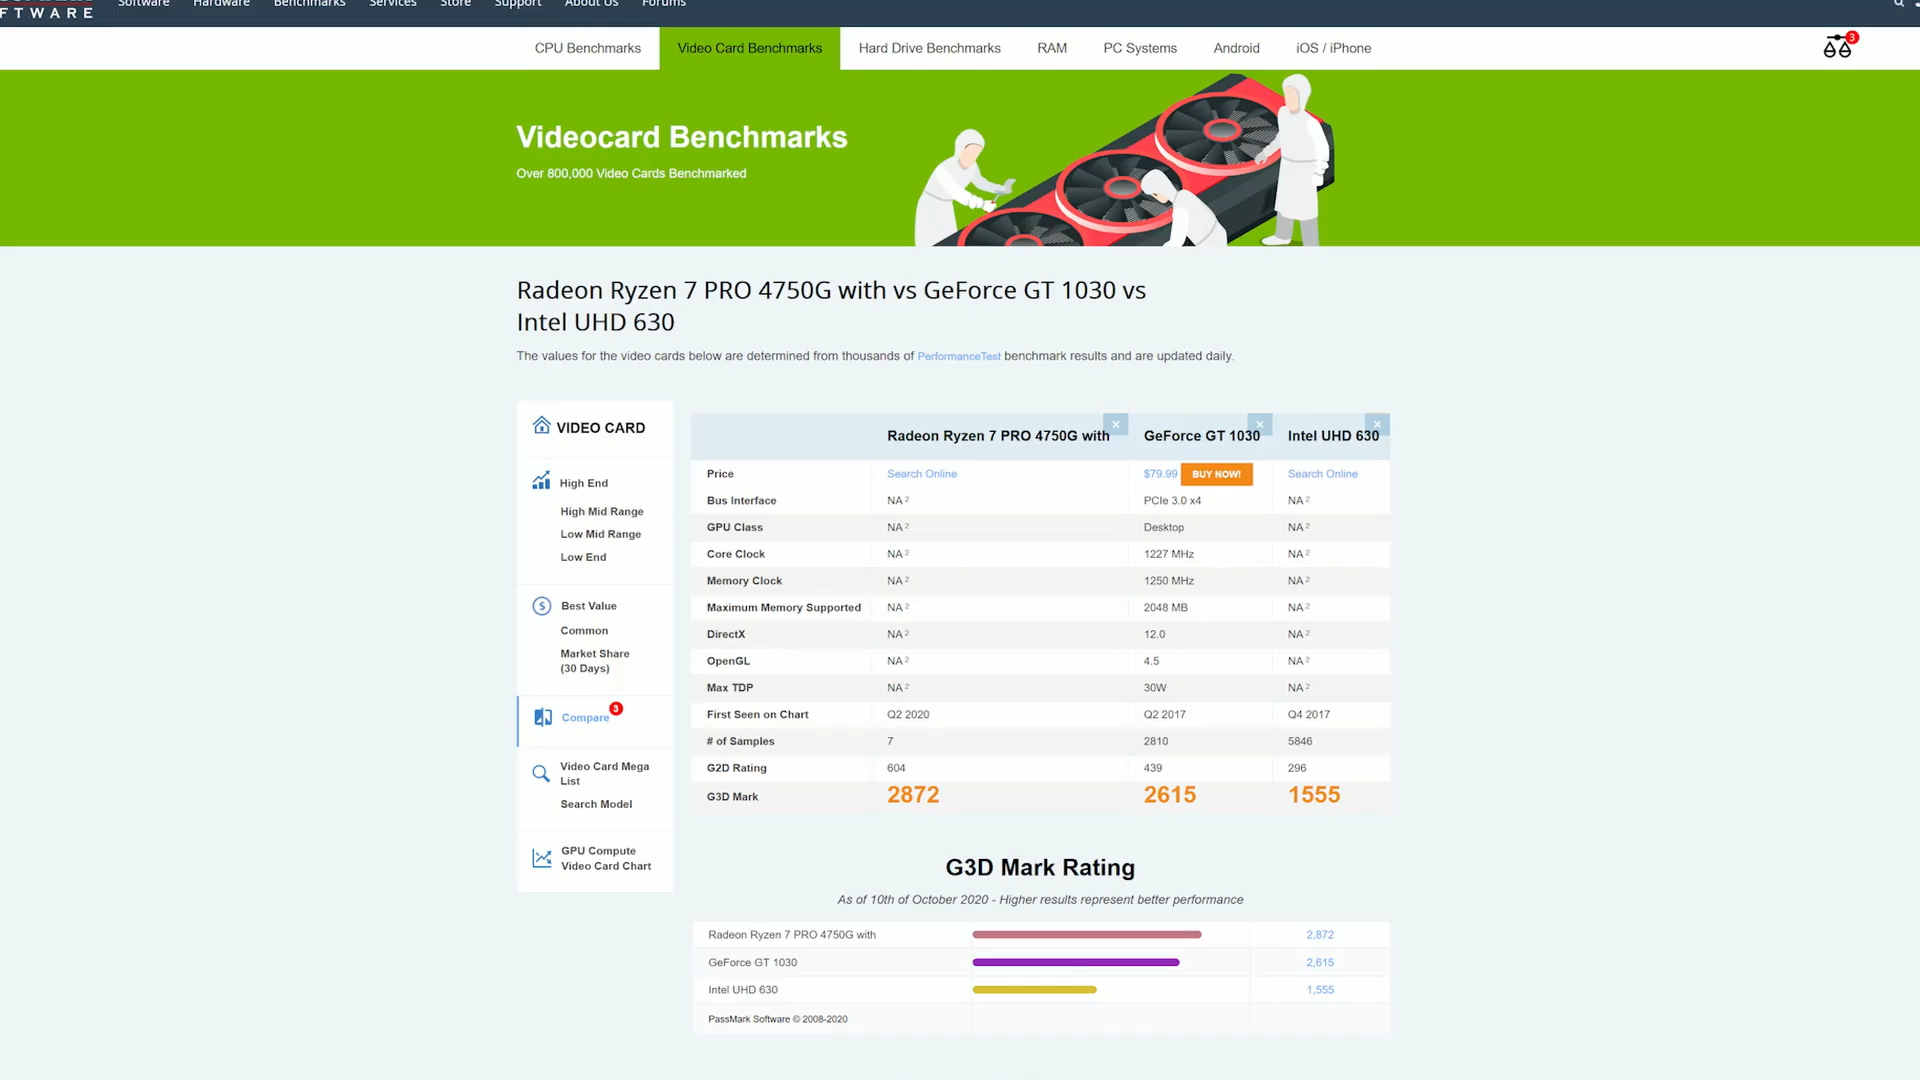 FTWARE
Software Hardware Benchmarks Services Store Support About Us Forums
CPU Benchmarks Video Card Benchmarks Hard Drive Benchmarks RAM PC Systems Android iOS / iPhone 3
Videocard Benchmarks
Over 800,000 Video Cards Benchmarked
Radeon Ryzen 7 PRO 4750G with vs GeForce GT 1030 vs
Intel UHD 630
The values for the video cards below are determined from thousands of PerformanceTest benchmark results and are updated daily.
VIDEO CARD
High End
High Mid Range
Low Mid Range
Low End
Best Value
Common
Market Share
(30 Days)
Compare 3
Video Card Mega
List
Search Model
GPU Compute
Video Card Chart
Radeon Ryzen 7 PRO 4750G with GeForce GT 1030 Intel UHD 630
Price Search Online $79.99 BUY NOW! Search Online
Bus Interface NA 2 PCIe 3.0 x4 NA 2
GPU Class NA 2 Desktop NA 2
Core Clock NA 2 1227 MHz NA 2
Memory Clock NA 2 1250 MHz NA 2
Maximum Memory Supported NA 2 2048 MB NA 2
DirectX NA 2 12.0 NA 2
OpenGL NA 2 4.5 NA 2
Max TDP NA 2 30W NA 2
First Seen on Chart Q2 2020 Q2 2017 Q4 2017
# of Samples 7 2810 5846
G2D Rating 604 439 296
G3D Mark 2872 2615 1555
G3D Mark Rating
As of 10th of October 2020 - Higher results represent better performance
Radeon Ryzen 7 PRO 4750G with 2,872
GeForce GT 1030 2,615
Intel UHD 630 1,555
PassMark Software © 2008-2020